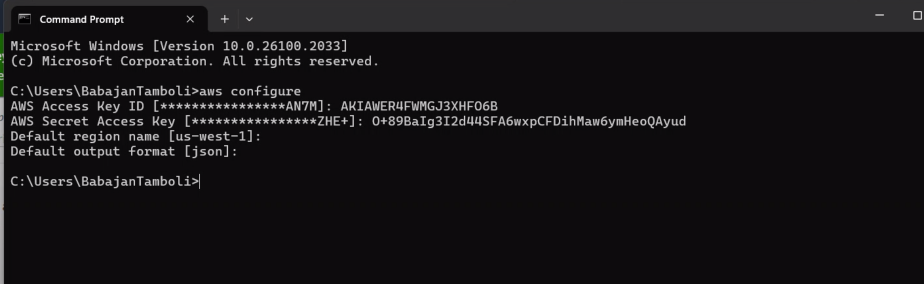 Command Prompt
Microsoft Windows [Version 10.0.26100.2033]
(c) Microsoft Corporation. All rights reserved.
C:\Users\BabajanTamboli>aws configure
AWS Access Key ID [****************AN7M]: AKIAWER4FWMGJ3XHFO6B
AWS Secret Access Key [****************ZHE+]: 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
Default region name [us-west-1]:
Default output format [json]:
C:\Users\BabajanTamboli>